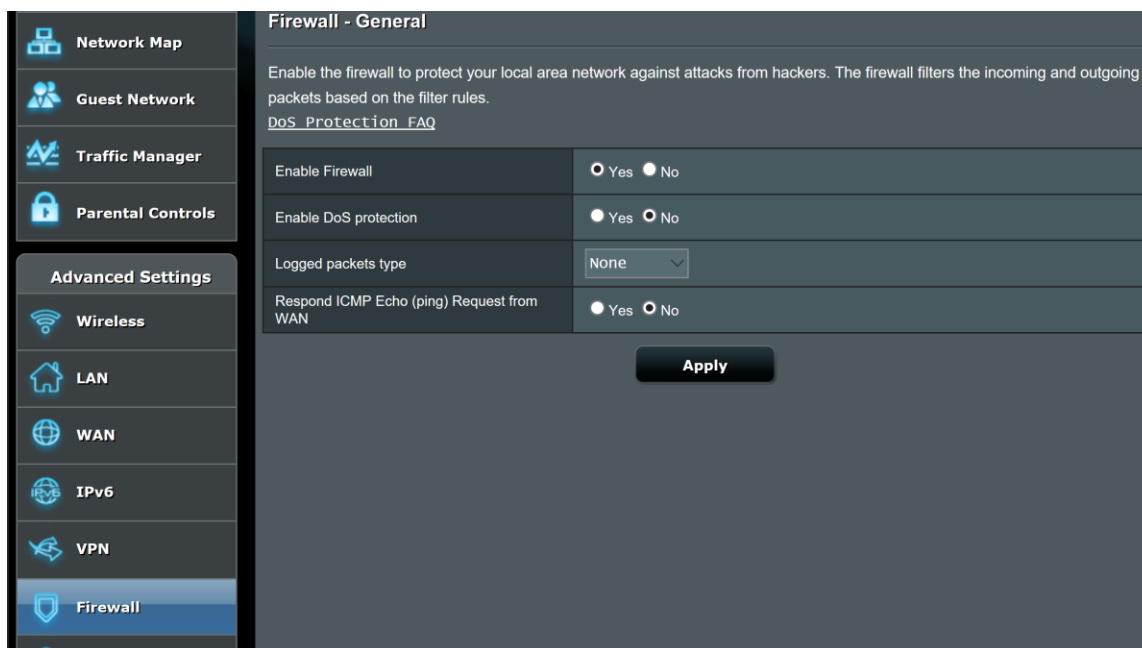 Network Map
Guest Network
Traffic Manager
Parental Controls
Advanced Settings
Wireless
LAN
WAN
IPv6
IPv6
VPN
Firewall
Firewall - General
Enable the firewall to protect your local area network against attacks from hackers. The firewall filters the incoming and outgoing
packets based on the filter rules.
DoS Protection FAQ
Enable Firewall
Yes No
Enable DoS protection
Yes No
Logged packets type
None
Respond ICMP Echo (ping) Request from
WAN
Yes No
Apply